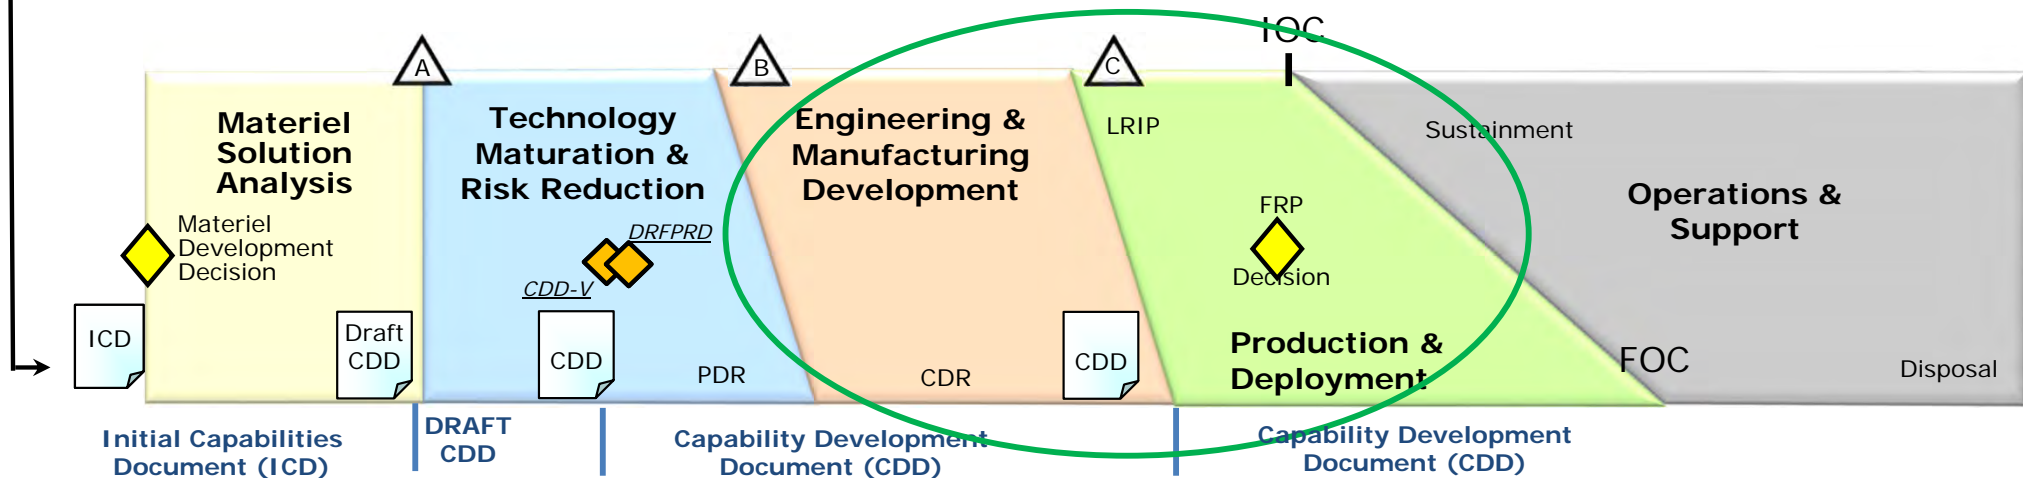 IOC
A
B
C
Materiel
Solution
Analysis
Technology
Maturation &
Risk Reduction
Engineering &
Manufacturing
Development
LRIP
Sustainment
Operations &
Support
Materiel
Development
Decision
DRFPRD
CDD-V
FRP
Decision
ICD
Draft
CDD
CDD
PDR
CDR
CDD
Production &
Deployment
FOC
Disposal
Initial Capabilities
Document (ICD)
DRAFT
CDD
Capability Development
Document (CDD)
Capability Development
Document (CDD)